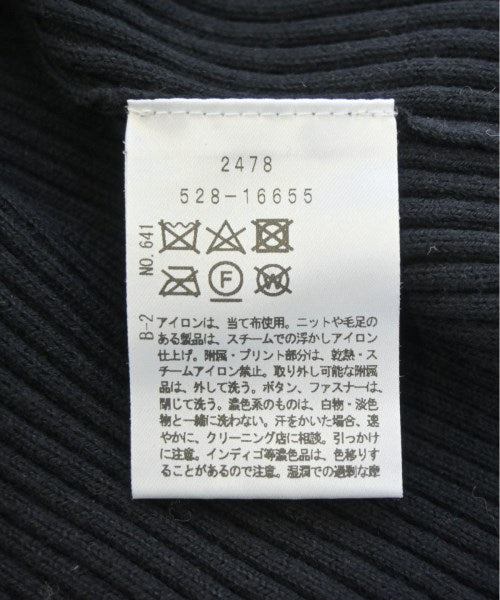 2478
528-16655
NO.641
F
W
B-2
アイロンは、当て布使用。ニットや毛足の
ある製品は、スチームでの浮かしアイロン
仕上げ。附属・プリント部分は、乾熱・ス
チームアイロン禁止。取り外し可能な附属
品は、外して洗う。ボタン、ファスナーは、
閉じて洗う。濃色系のものは、白物・淡色
物と一緒に洗わない。汗をかいた場合、速
やかに、クリーニング店に相談。引っかけ
に注意。インディゴ等濃色品は、色移りす
ることがあるので注意。湿潤での過剰な摩